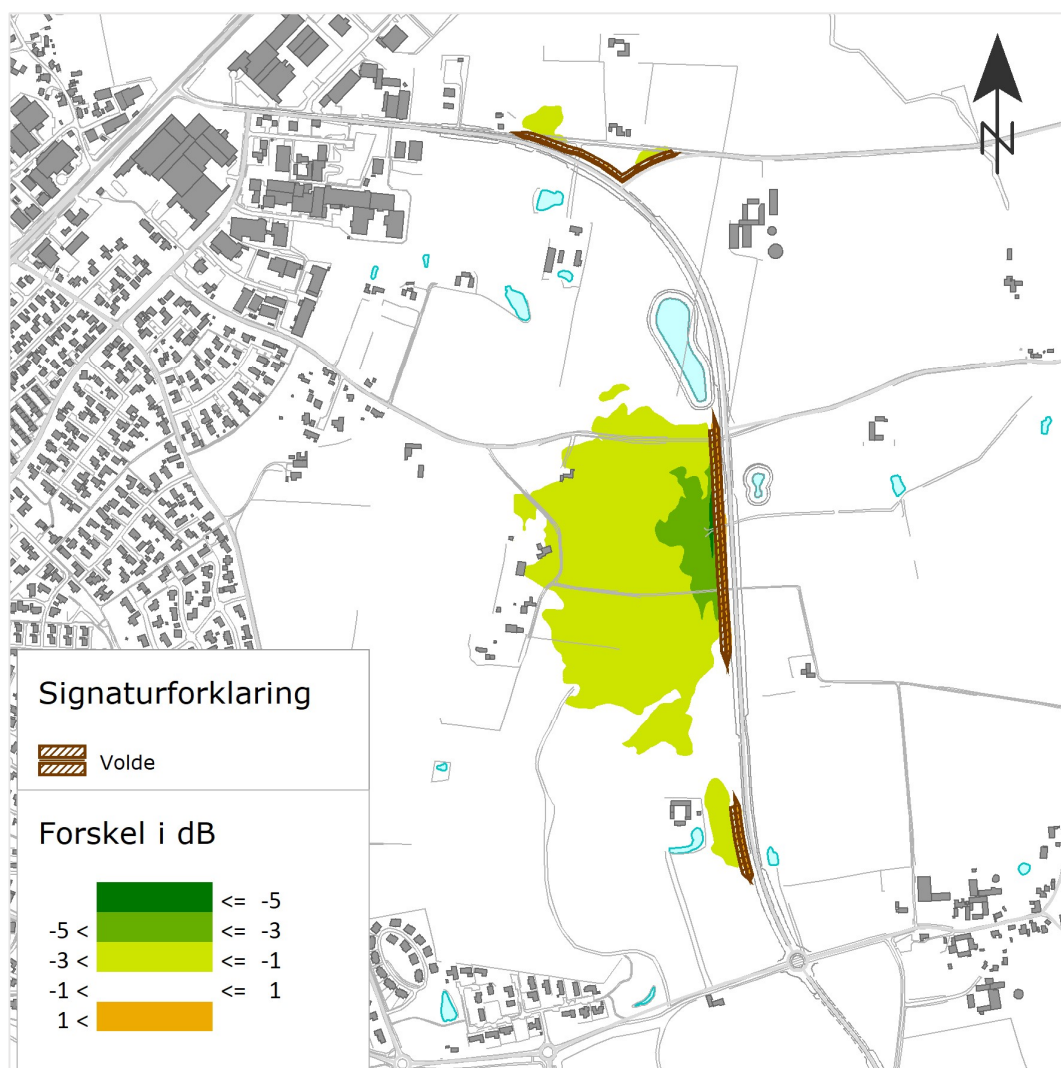 N
Signaturforklaring
Volde
Forskel i dB
<= -5
-5 < <= -3
-3 < <= -1
-1 < <= 1
1 <